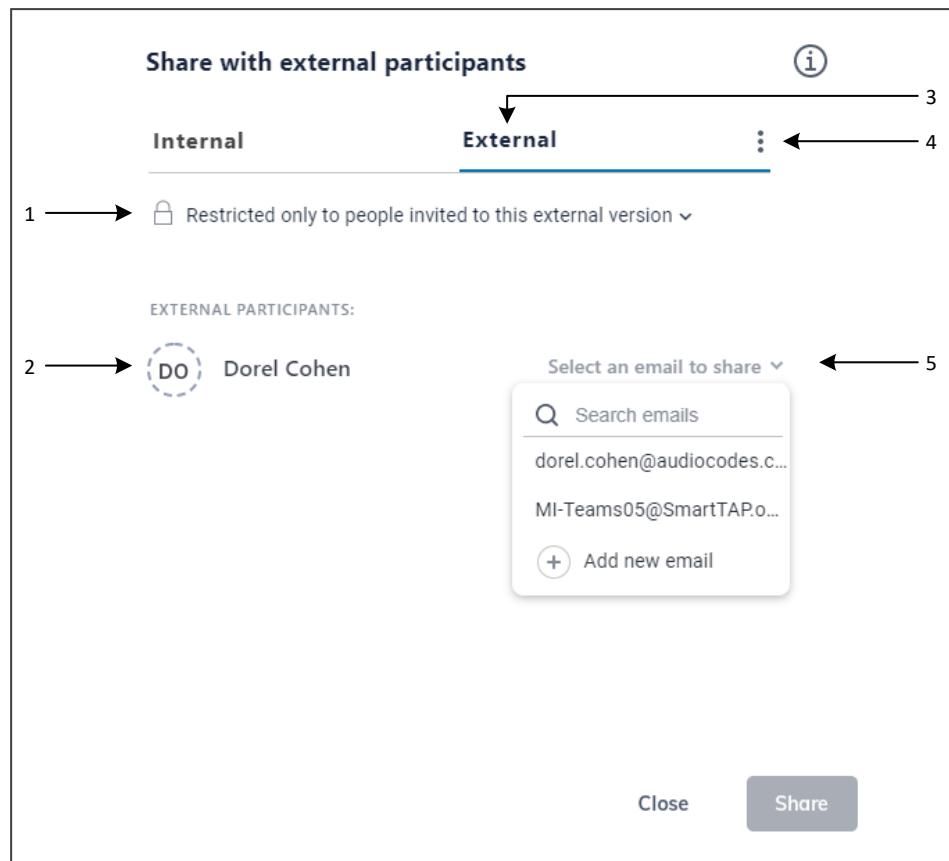 Share with external participants
3
Internal External 4
1 Restricted only to people invited to this external version
EXTERNAL PARTICIPANTS:
2 DO Dorel Cohen Select an email to share 5
Search emails
dorel.cohen@audiocodes.c...
MI-Teams05@SmartTAP.o...
+ Add new email
Close Share